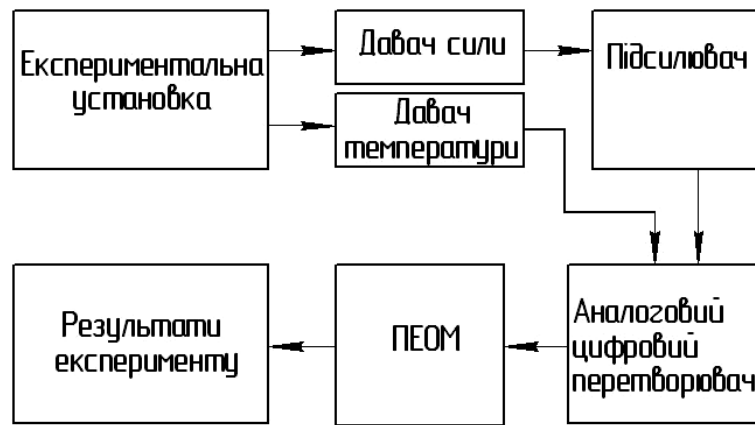 Експериментальна
установка
Давач сили
Підсилювач
Давач
температури
Результати
експерименту
ПЕОМ
Аналоговий
цифровий
перетворювач